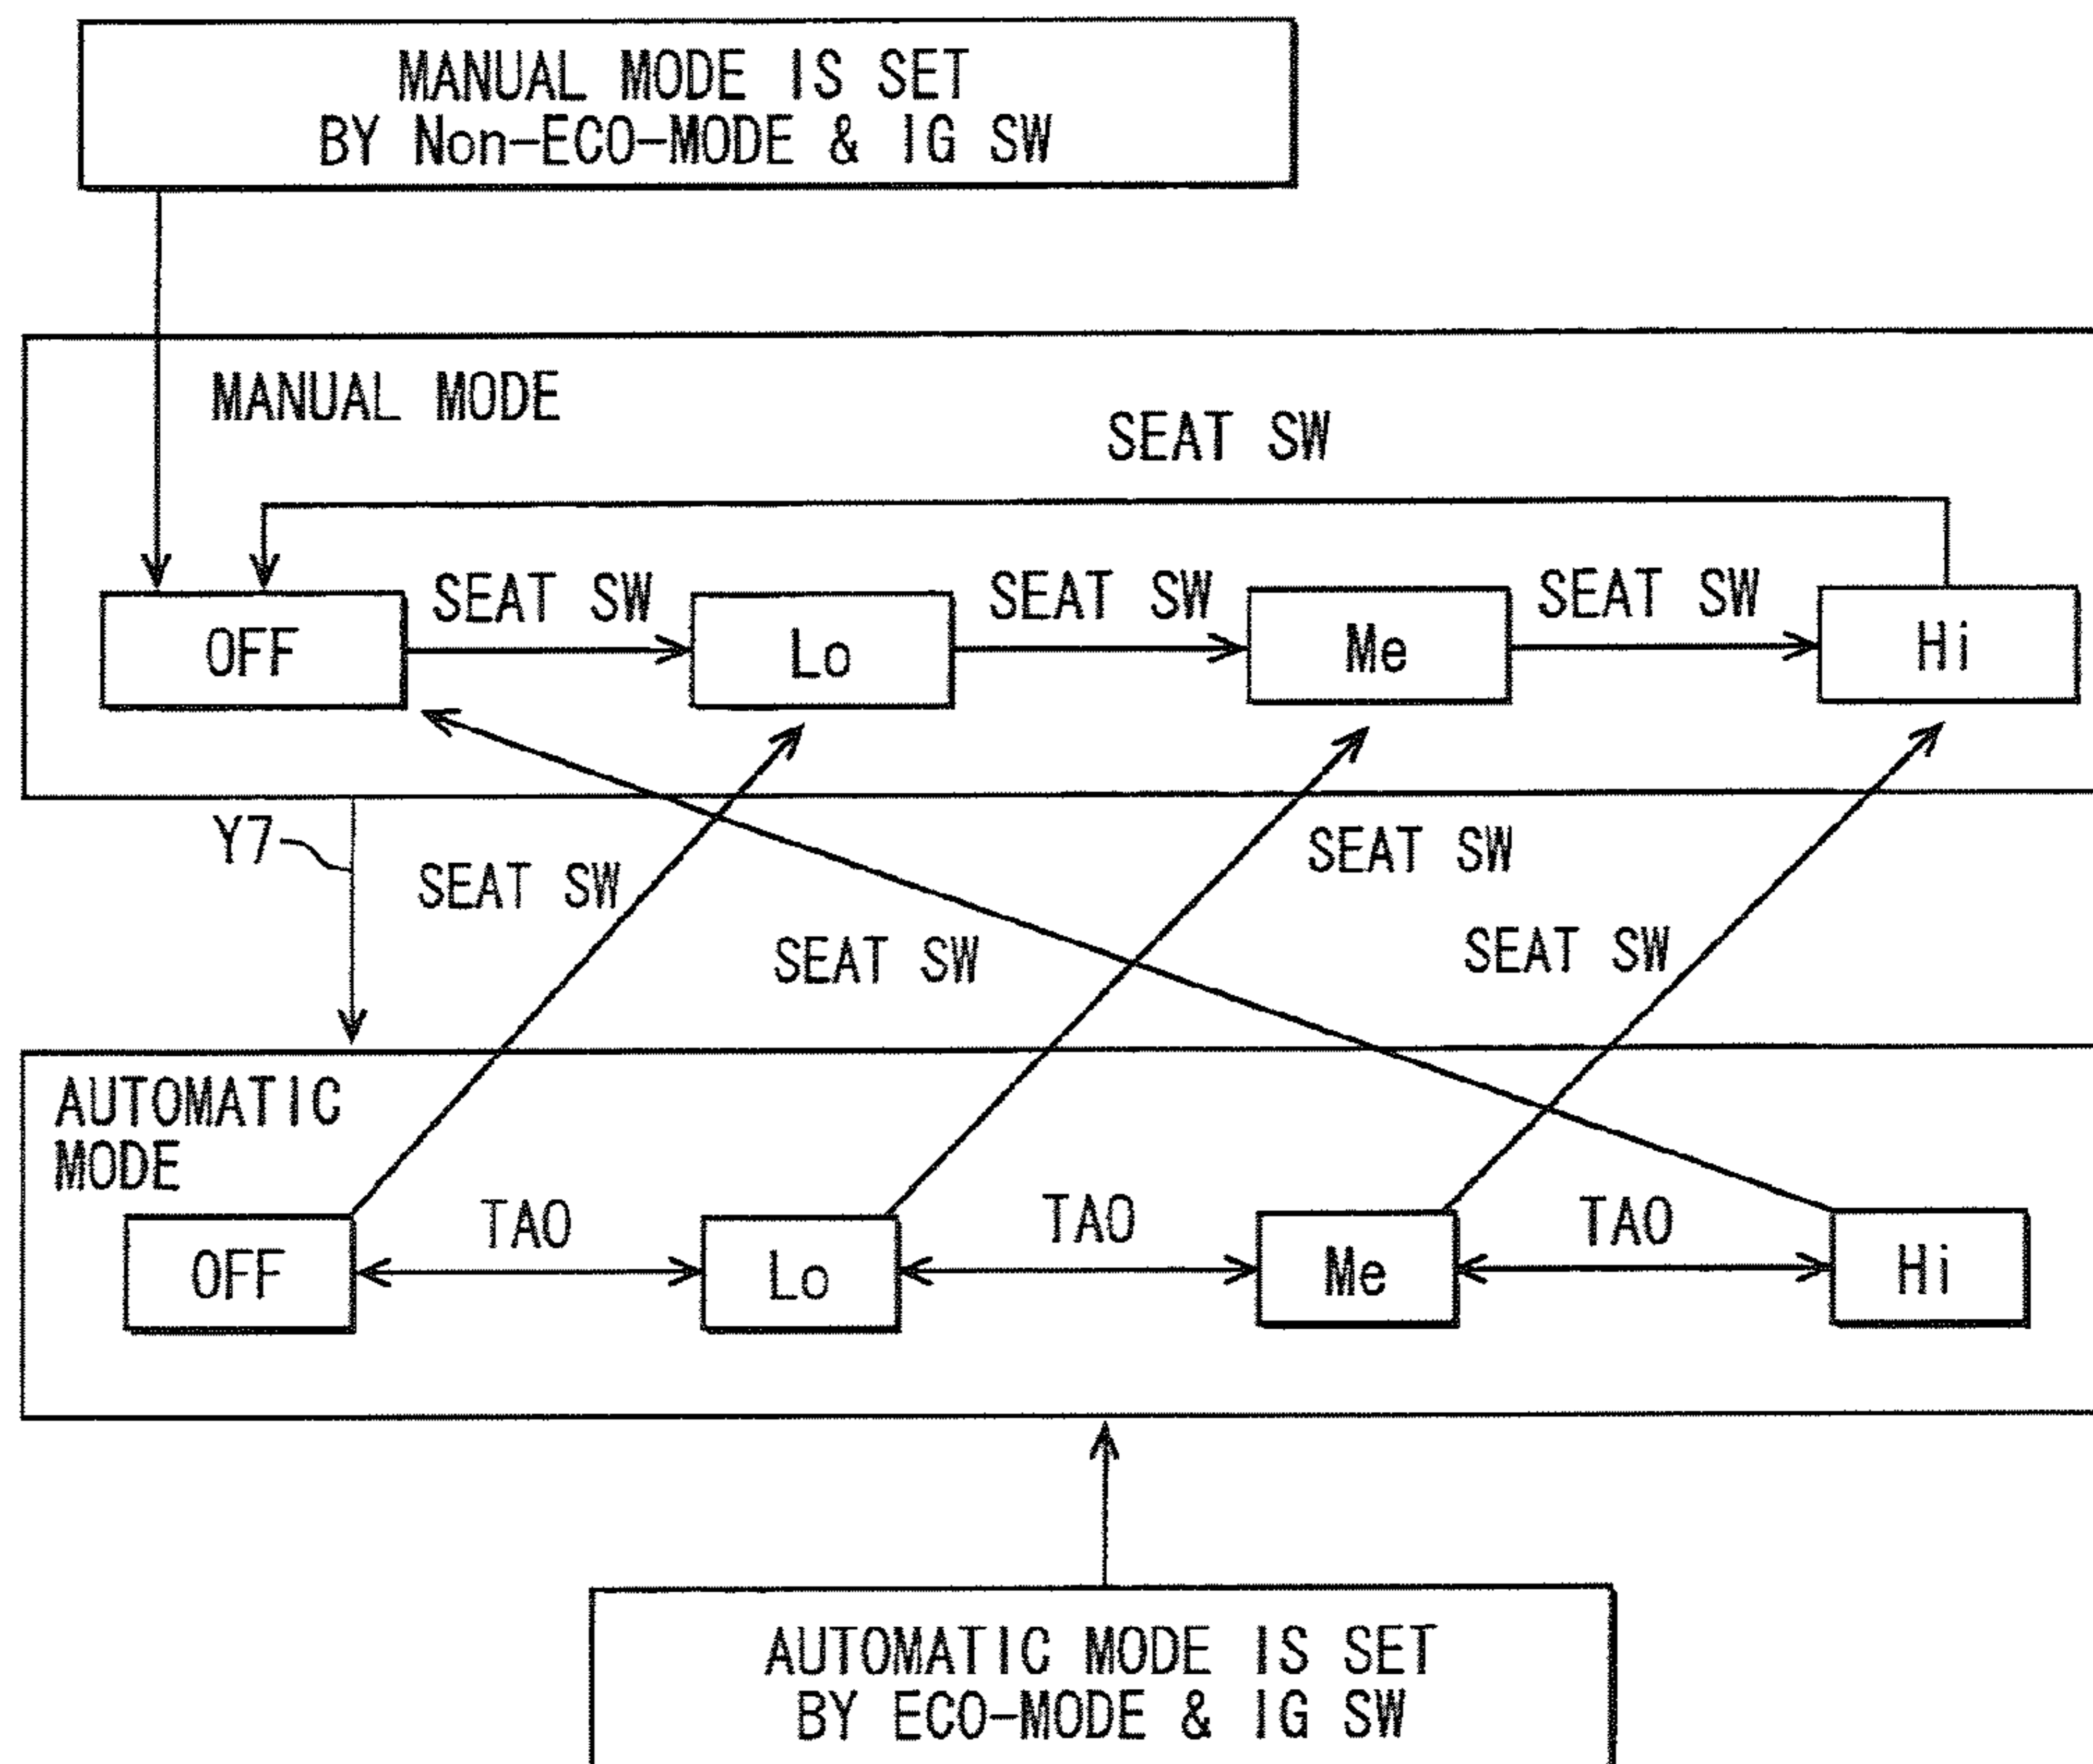 MANUAL MODE IS SET
BY Non-ECO-MODE & IG SW
MANUAL MODE
SEAT SW
SEAT SW
SEAT SW
SEAT SW
OFF
Lo
Me
Hi
Y7
SEAT SW
SEAT SW
SEAT SW
SEAT SW
AUTOMATIC
MODE
TAO
TAO
TAO
OFF
Lo
Me
Hi
AUTOMATIC MODE IS SET
BY ECO-MODE & IG SW